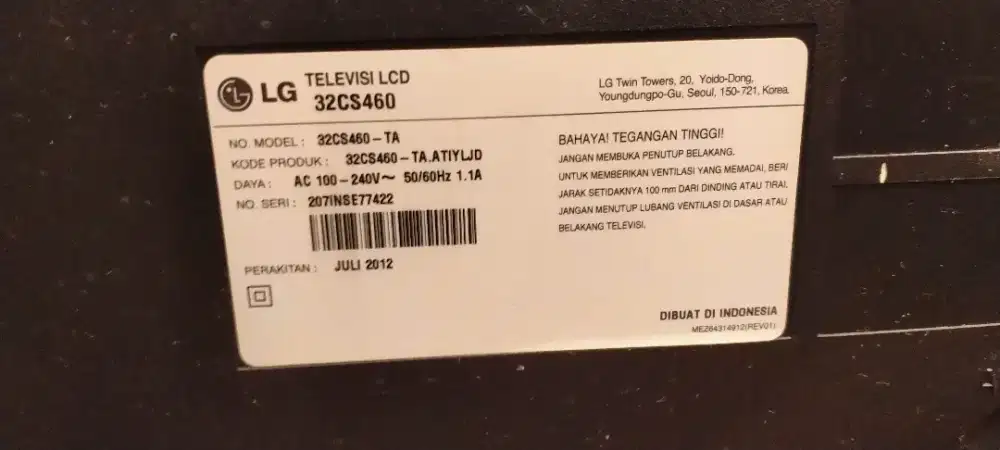 LG TELEVISI LCD
32CS460
LG Twin Towers, 20, Yoido-Dong,
Youngdungpo-Gu, Seoul, 150-721, Korea.
NO. MODEL : 32CS460-TA
KODE PRODUK : 32CS460-TA.ATIYLJD
DAYA : AC 100-240V~ 50/60Hz 1.1A
NO. SERI : 207INSE77422
PERAKITAN : JULI 2012
BAHAYA! TEGANGAN TINGGI!
JANGAN MEMBUKA PENUTUP BELAKANG.
UNTUK MEMBERIKAN VENTILASI YANG MEMADAI, BERI
JARAK SETIDAKNYA 100 mm DARI DINDING ATAU TIRAI,
JANGAN MENUTUP LUBANG VENTILASI DI DASAR ATAU
BELAKANG TELEVISI.
DIBUAT DI INDONESIA
MEZ64314912(REV01)